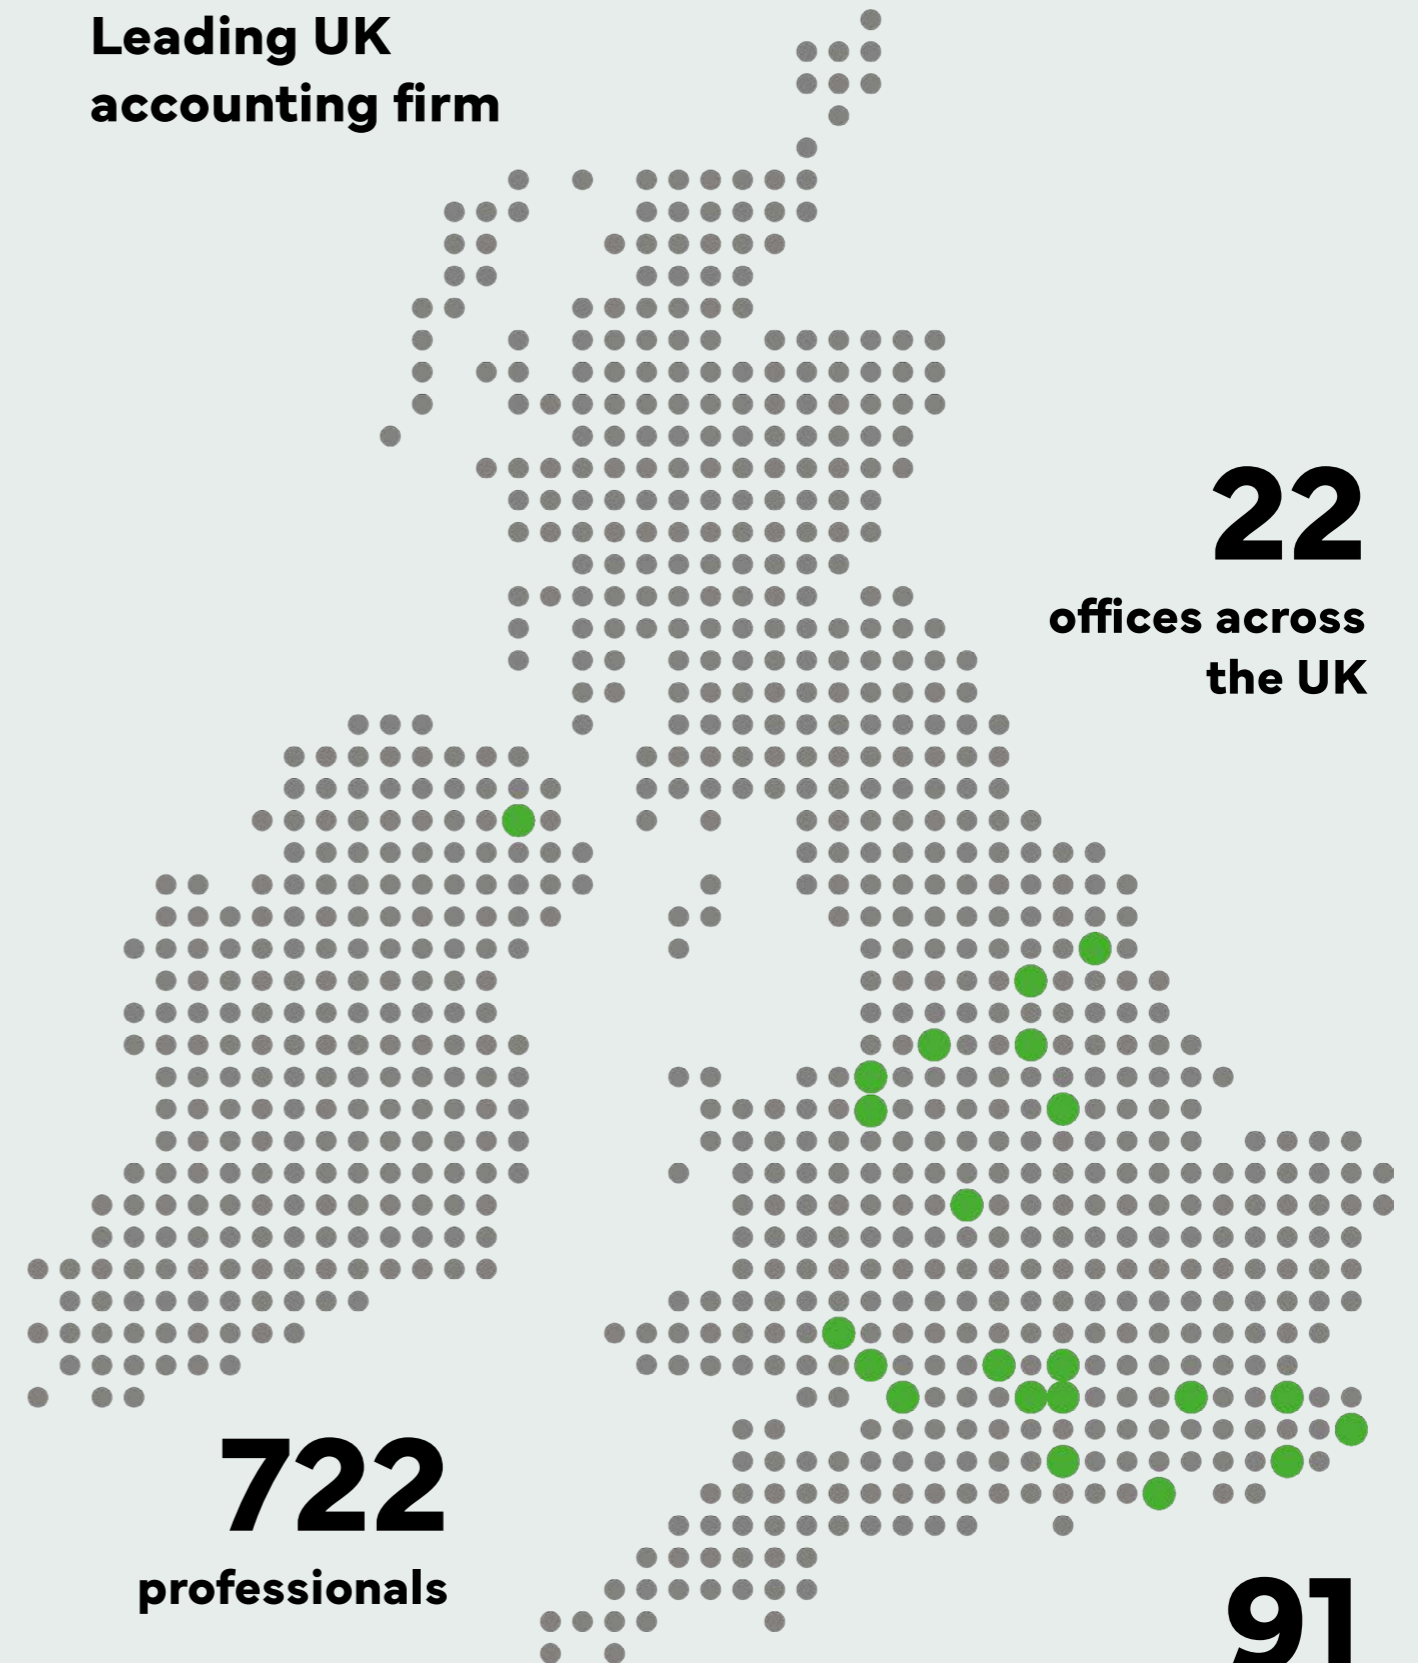 Leading UK
accounting firm
22
offices across
the UK
722
professionals
91